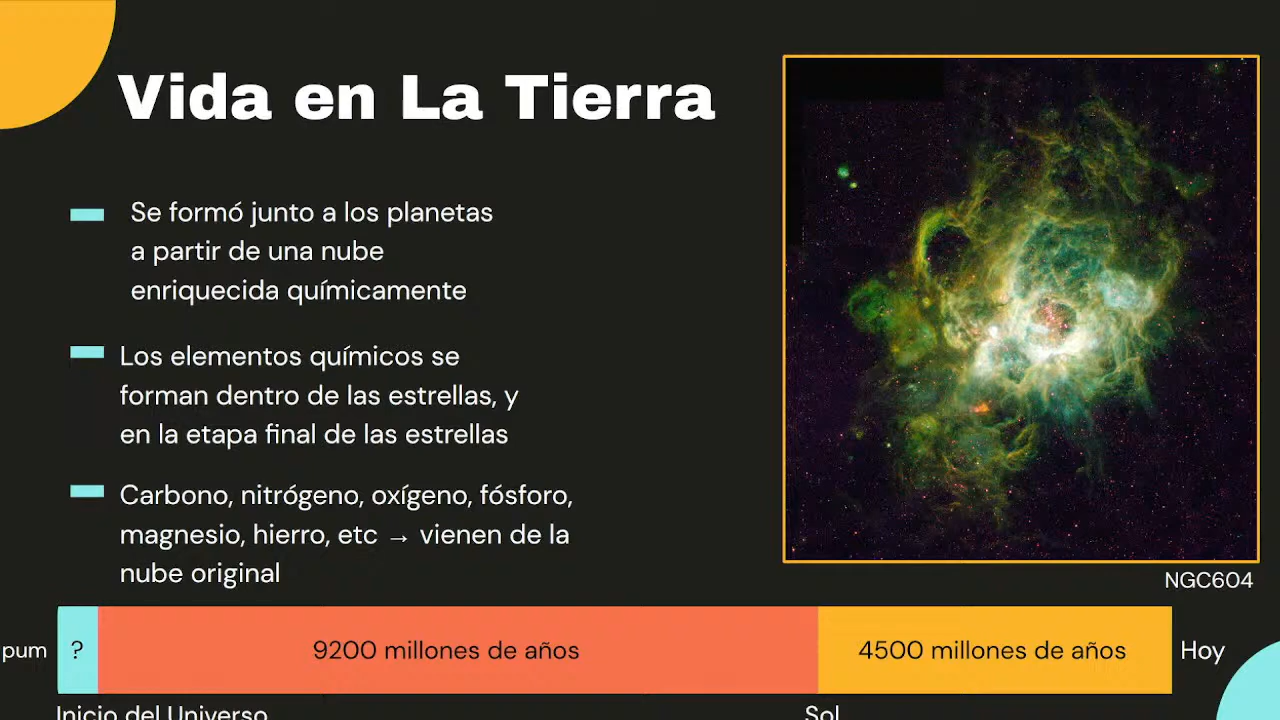 Vida en La Tierra
Se formó junto a los planetas
a partir de una nube
enriquecida químicamente
Los elementos químicos se
forman dentro de las estrellas, y
en la etapa final de las estrellas
Carbono, nitrógeno, oxígeno, fósforo,
magnesio, hierro, etc → vienen de la
nube original
NGC604
pum
?
9200 millones de años
4500 millones de años
Hoy
Inicio del Universo
Sol